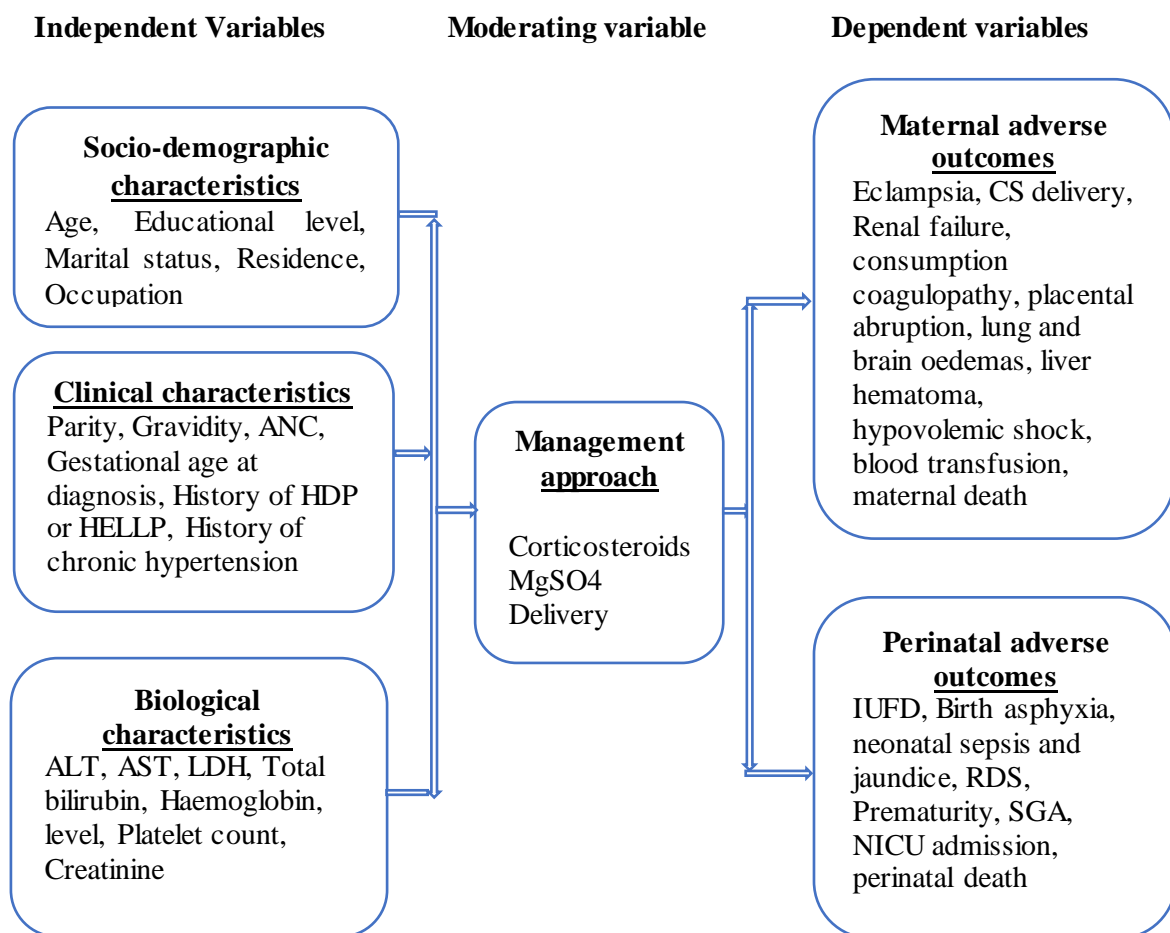 Independent Variables
Moderating variable
Dependent variables
Socio-demographic
characteristics
Age, Educational level,
Marital status, Residence,
Occupation
Clinical characteristics
Parity, Gravidity, ANC,
Gestational age at
diagnosis, History of HDP
or HELLP, History of
chronic hypertension
Biological
characteristics
ALT, AST, LDH, Total
bilirubin, Haemoglobin,
level, Platelet count,
Creatinine
Management
approach
Corticosteroids
MgSO4
Delivery
Maternal adverse
outcomes
Eclampsia, CS delivery,
Renal failure,
consumption
coagulopathy, placental
abruption, lung and
brain oedemas, liver
hematoma,
hypovolemic shock,
blood transfusion,
maternal death
Perinatal adverse
outcomes
IUFD, Birth asphyxia,
neonatal sepsis and
jaundice, RDS,
Prematurity, SGA,
NICU admission,
perinatal death